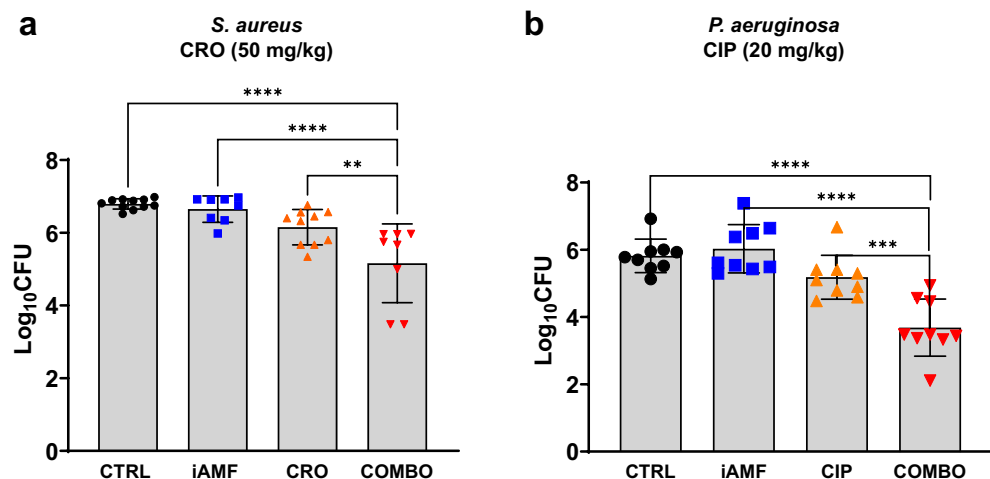 a
S. aureus
CRO (50 mg/kg)
****
****
**
8
6
4
2
0
Log₁₀CFU
CTRL iAMF CRO COMBO
b
P. aeruginosa
CIP (20 mg/kg)
****
****
***
8
6
4
2
0
Log₁₀CFU
CTRL iAMF CIP COMBO